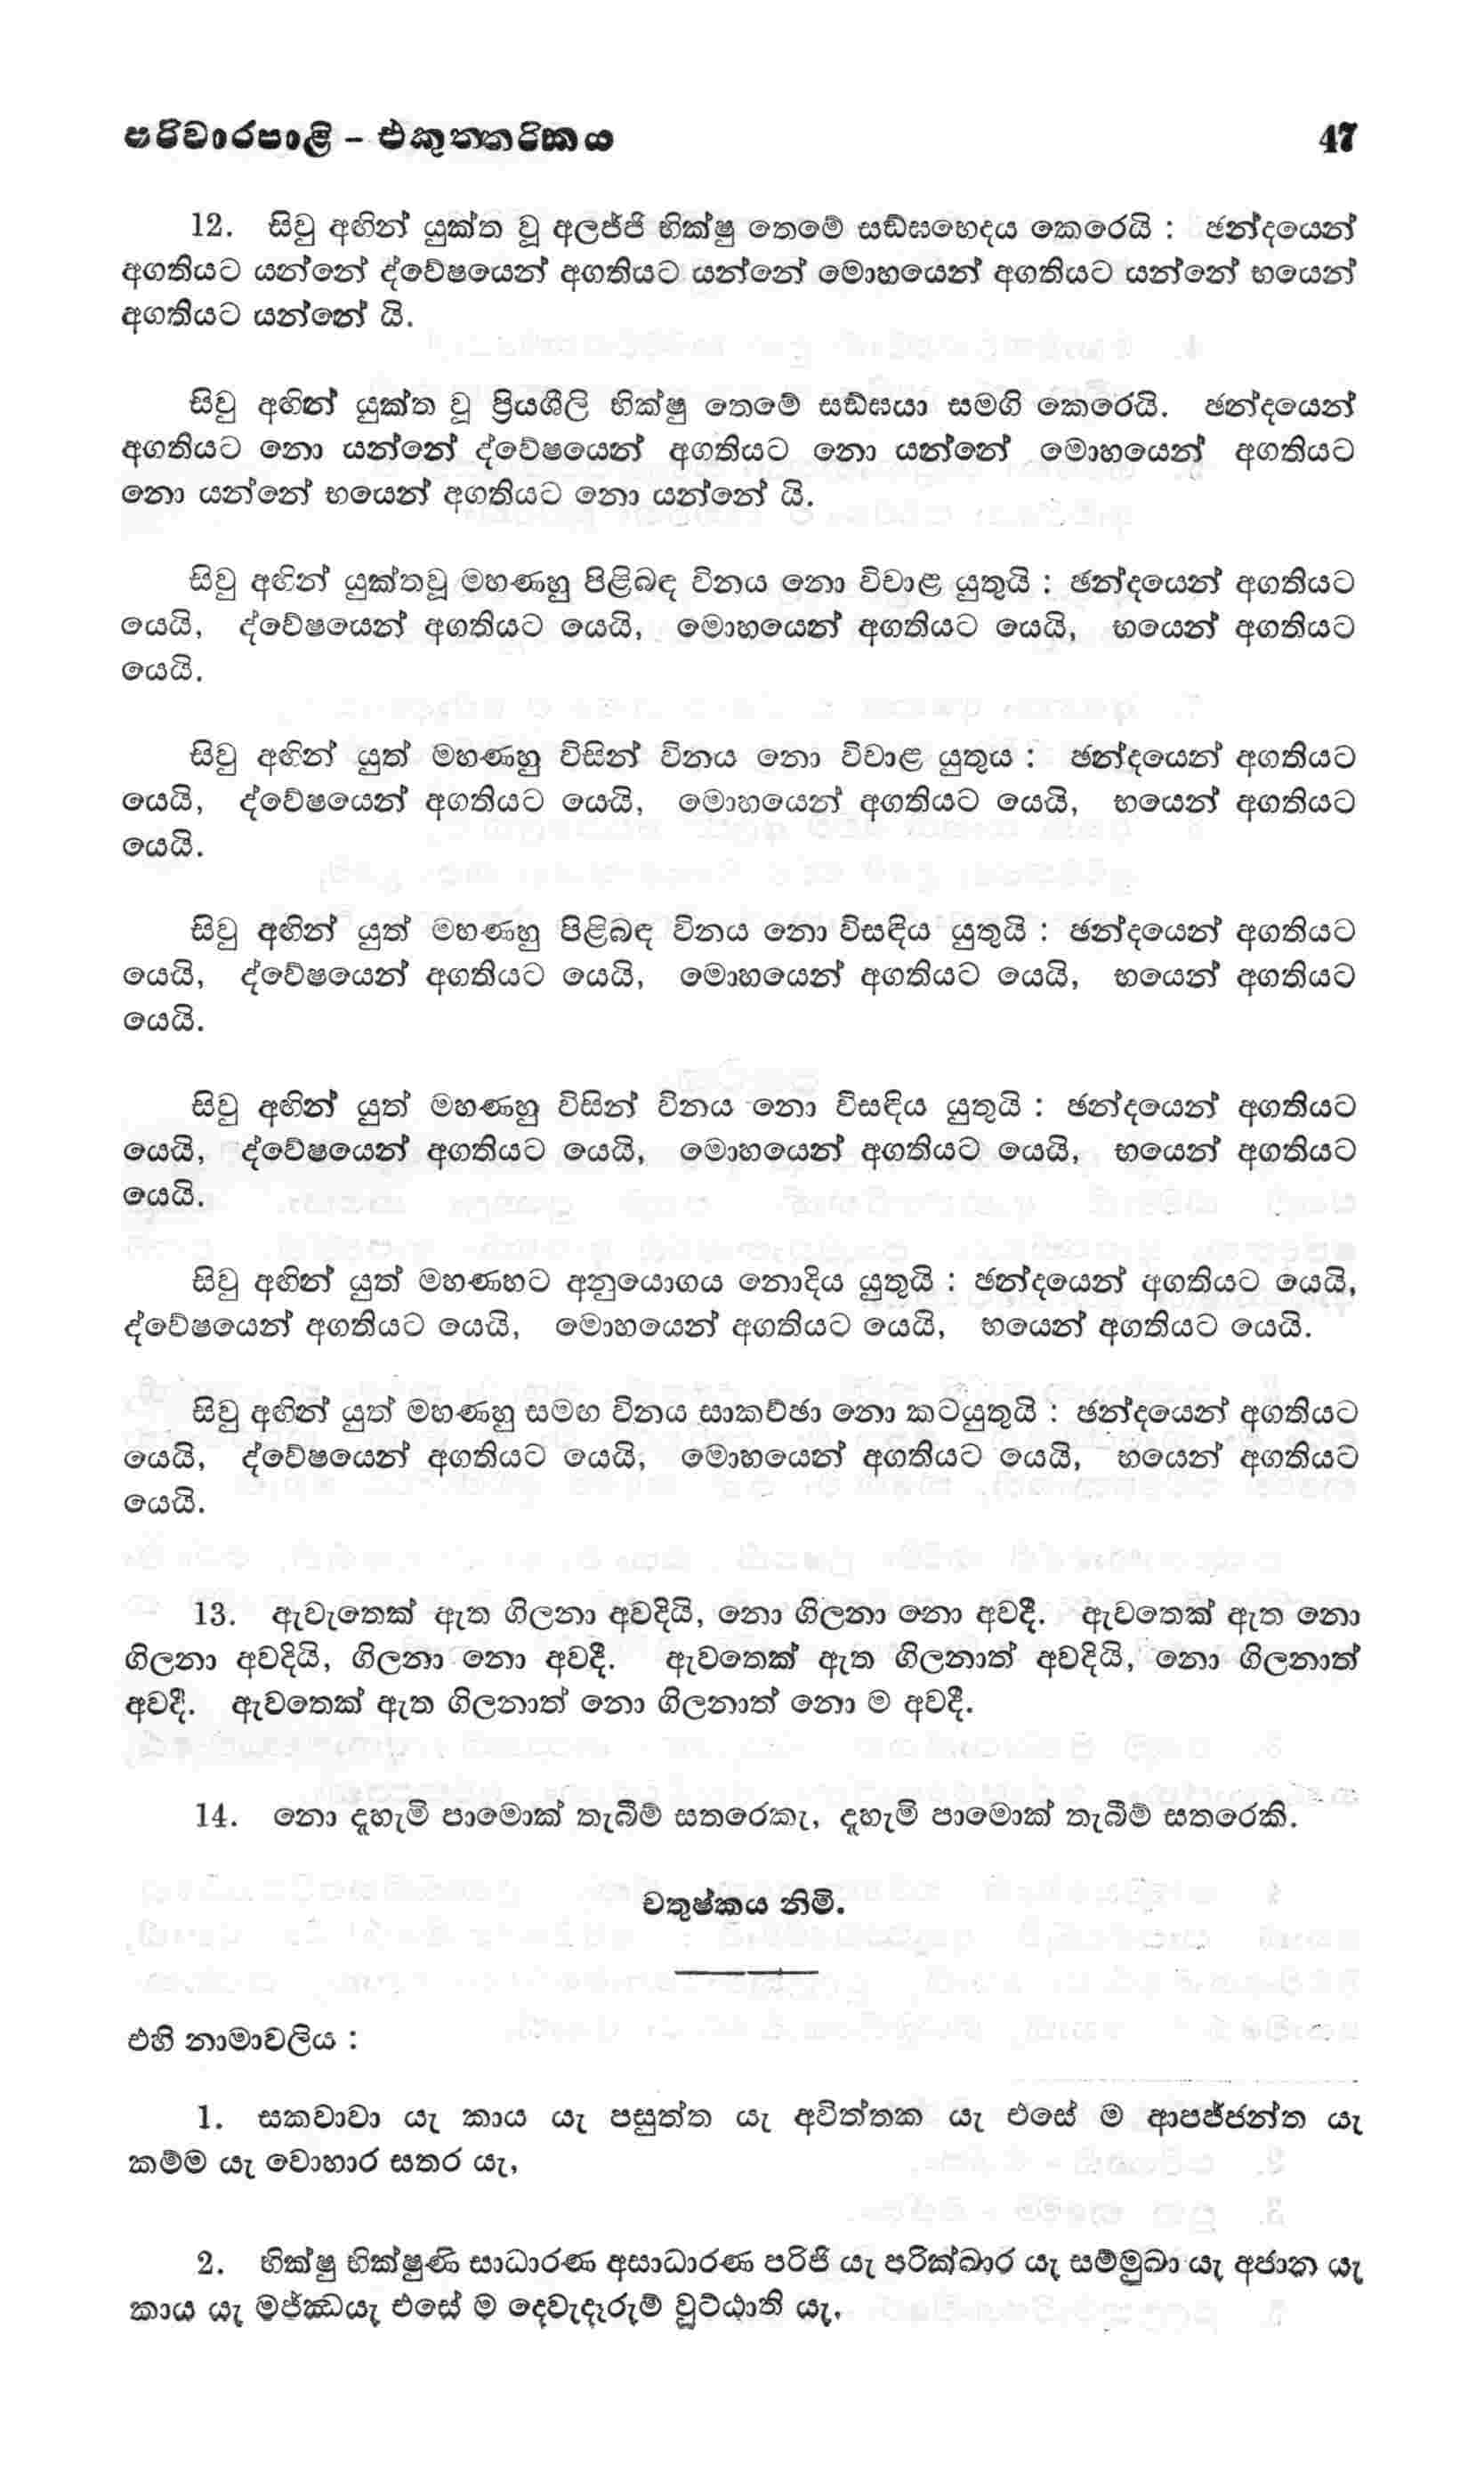 පරිවාරපාළි – එකුත්තරිකය 47
12. සිවු අඟින් යුක්ත වූ අලජ්ජි භික්ෂු තෙමේ සඞ්ඝභෙදය කෙරෙයි : ඡන්දයෙන්
අගතියට යන්නේ ද්වේෂයෙන් අගතියට යන්නේ මොහයෙන් අගතියට යන්නේ භයෙන්
අගතියට යන්නේ යි.
සිවු අඟින් යුක්ත වූ ප්‍රියශීලි භික්ෂු තෙමේ සඞ්ඝයා සමගි කෙරෙයි. ඡන්දයෙන්
අගතියට නො යන්නේ ද්වේෂයෙන් අගතියට නො යන්නේ මොහයෙන් අගතියට
නො යන්නේ භයෙන් අගතියට නො යන්නේ යි.
සිවු අඟින් යුක්තවූ මහණහු පිළිබඳ විනය නො විචාළ යුතුයි : ඡන්දයෙන් අගතියට
යෙයි, ද්වේෂයෙන් අගතියට යෙයි, මොහයෙන් අගතියට යෙයි, භයෙන් අගතියට
යෙයි.
සිවු අඟින් යුත් මහණහු විසින් විනය නො විචාළ යුතුය : ඡන්දයෙන් අගතියට
යෙයි, ද්වේෂයෙන් අගතියට යෙයි, මොහයෙන් අගතියට යෙයි, භයෙන් අගතියට
යෙයි.
සිවු අඟින් යුත් මහණහු පිළිබඳ විනය නො විසඳිය යුතුයි : ඡන්දයෙන් අගතියට
යෙයි, ද්වේෂයෙන් අගතියට යෙයි, මොහයෙන් අගතියට යෙයි, භයෙන් අගතියට
යෙයි.
සිවු අඟින් යුත් මහණහු විසින් විනය නො විසඳිය යුතුයි : ඡන්දයෙන් අගතියට
යෙයි, ද්වේෂයෙන් අගතියට යෙයි, මොහයෙන් අගතියට යෙයි, භයෙන් අගතියට
යෙයි.
සිවු අඟින් යුත් මහණහට අනුයොගය නොදිය යුතුයි : ඡන්දයෙන් අගතියට යෙයි,
ද්වේෂයෙන් අගතියට යෙයි, මොහයෙන් අගතියට යෙයි, භයෙන් අගතියට යෙයි.
සිවු අඟින් යුත් මහණහු සමඟ විනය සාකච්ඡා නො කටයුතුයි : ඡන්දයෙන් අගතියට
යෙයි, ද්වේෂයෙන් අගතියට යෙයි, මොහයෙන් අගතියට යෙයි, භයෙන් අගතියට
යෙයි.
13. ඇවැතෙක් ඇත ගිලනා අවදියි, නො ගිලනා නො අවදී. ඇවතෙක් ඇත නො
ගිලනා අවදියි, ගිලනා නො අවදී. ඇවතෙක් ඇත ගිලනාත් අවදියි, නො ගිලනාත්
අවදී. ඇවතෙක් ඇත ගිලනාත් නො ගිලනාත් නො ම අවදී.
14. නො දැහැමි පාමොක් තැබීම් සතරෙකැ, දැහැමි පාමොක් තැබීම් සතරෙකි.
චතුෂ්කය නිමි.
එහි නාමාවලිය :
1. සකවාචා යැ කාය යැ පසුත්ත යැ අචිත්තක යැ එසේ ම ආපජ්ජන්ත යැ
කම්ම යැ වොහාර සතර යැ,
2. භික්ෂු භික්ෂුණි සාධාරණ අසාධාරණ පරිජි යැ පරික්ඛාර යැ සම්මුඛා යැ අජාන යැ
කාය යැ මජ්ඣයැ එසේ ම දෙවැදෑරුම් වුට්ඨාති යැ,